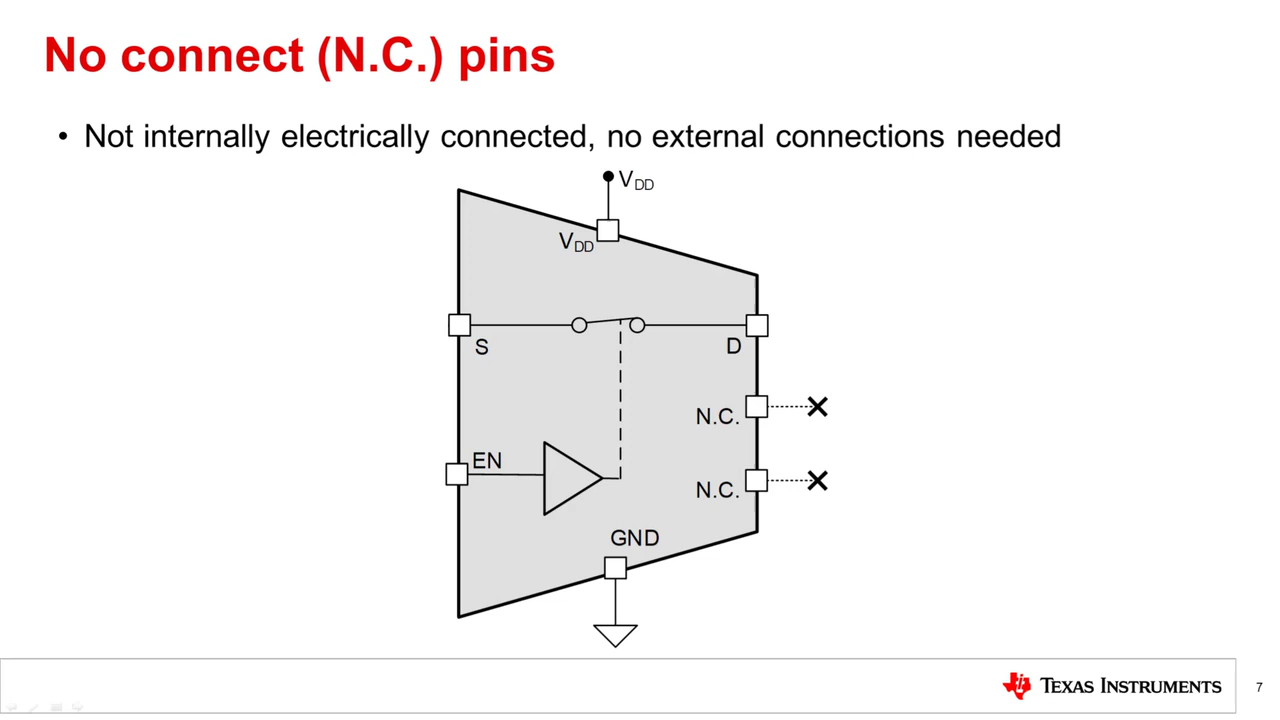 No connect (N.C.) pins
• Not internally electrically connected, no external connections needed
VDD
VDD
S
D
N.C.
EN
N.C.
GND
TEXAS INSTRUMENTS
7